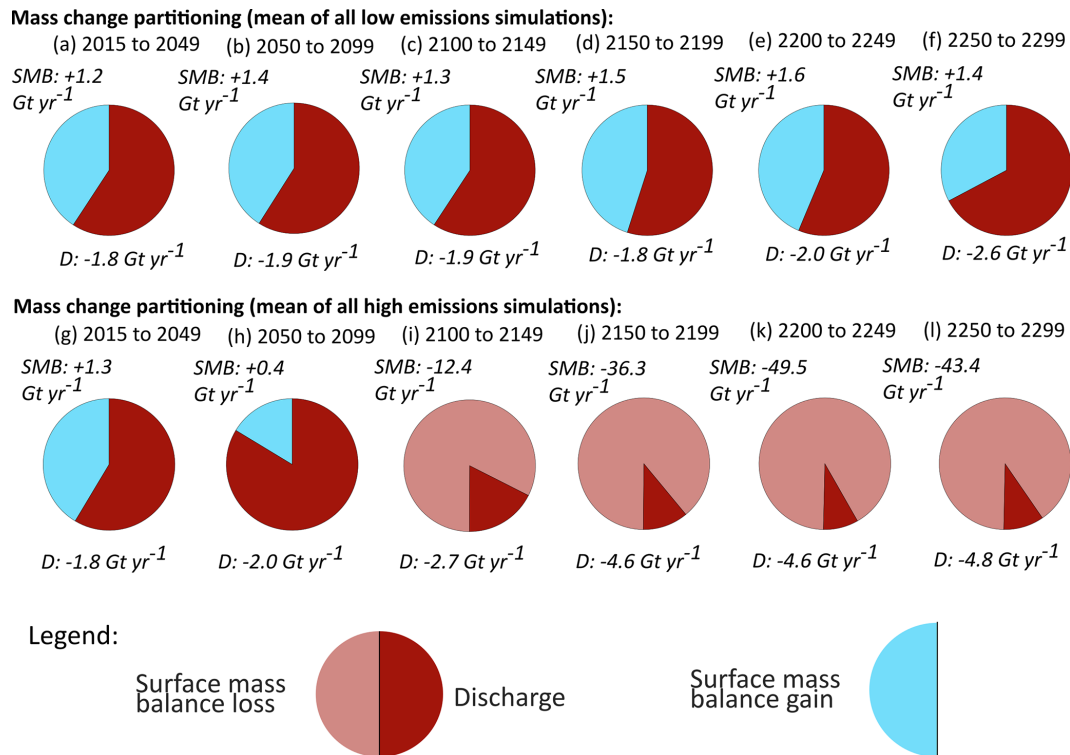 Mass change partitioning (mean of all low emissions simulations):
(a) 2015 to 2049
(b) 2050 to 2099
(c) 2100 to 2149
(d) 2150 to 2199
(e) 2200 to 2249
(f) 2250 to 2299
SMB: +1.2
Gt yr⁻¹
SMB: +1.4
Gt yr⁻¹
SMB: +1.3
Gt yr⁻¹
SMB: +1.5
Gt yr⁻¹
SMB: +1.6
Gt yr⁻¹
SMB: +1.4
Gt yr⁻¹
D: -1.8 Gt yr⁻¹
D: -1.9 Gt yr⁻¹
D: -1.9 Gt yr⁻¹
D: -1.8 Gt yr⁻¹
D: -2.0 Gt yr⁻¹
D: -2.6 Gt yr⁻¹
Mass change partitioning (mean of all high emissions simulations):
(g) 2015 to 2049
(h) 2050 to 2099
(i) 2100 to 2149
(j) 2150 to 2199
(k) 2200 to 2249
(l) 2250 to 2299
SMB: +1.3
Gt yr⁻¹
SMB: +0.4
Gt yr⁻¹
SMB: -12.4
Gt yr⁻¹
SMB: -36.3
Gt yr⁻¹
SMB: -49.5
Gt yr⁻¹
SMB: -43.4
Gt yr⁻¹
D: -1.8 Gt yr⁻¹
D: -2.0 Gt yr⁻¹
D: -2.7 Gt yr⁻¹
D: -4.6 Gt yr⁻¹
D: -4.6 Gt yr⁻¹
D: -4.8 Gt yr⁻¹
Legend:
Surface mass
balance loss
Discharge
Surface mass
balance gain